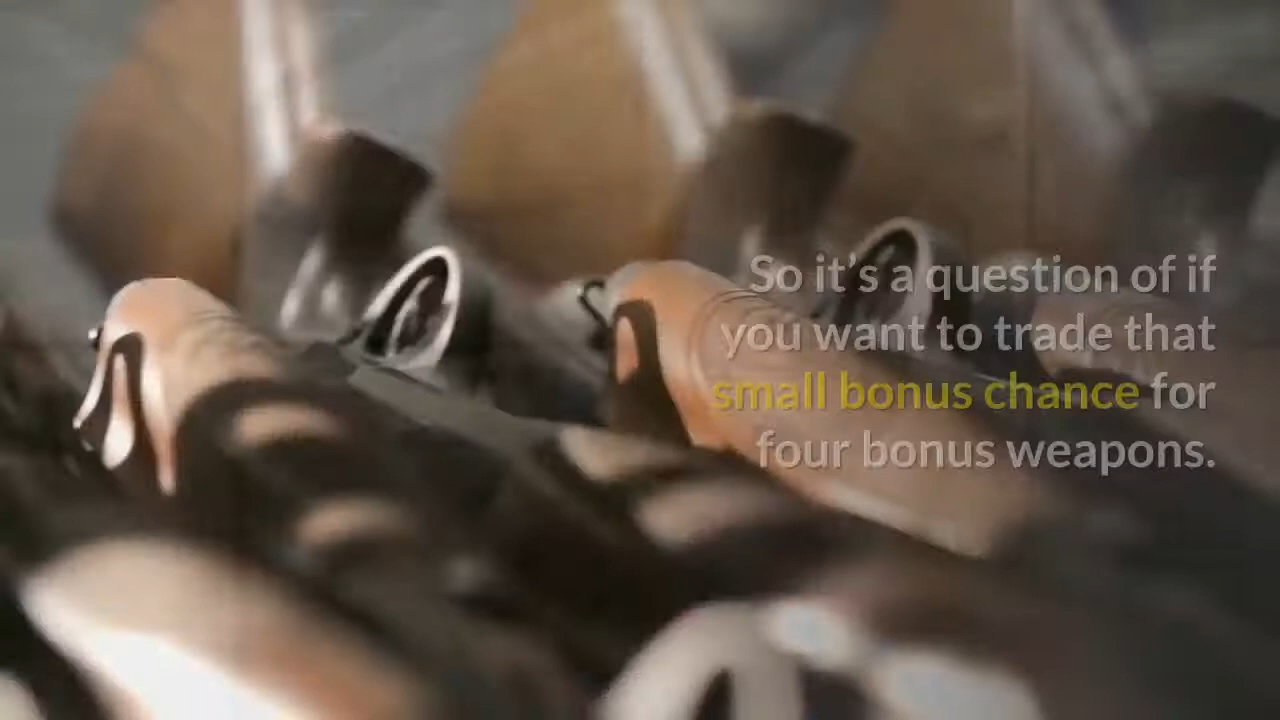 So it's a question of if
you want to trade that
small bonus chance for
four bonus weapons.